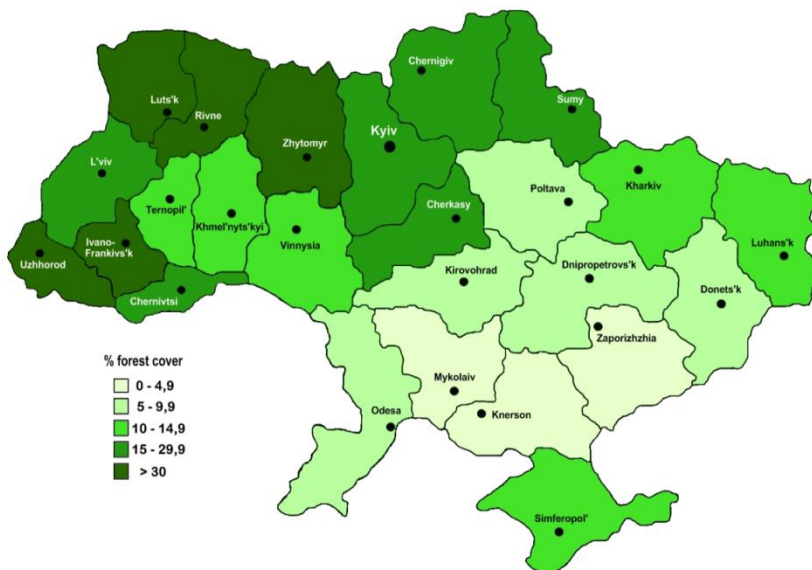 Chernigiv
Luts'k
Rivne
Sumy
Kyiv
Zhytomyr
L'viv
Kharkiv
Poltava
Ternopil'
Cherkasy
Khmel'nyts'kyi
Vinnysia
Ivano-
Frankivs'k
Luhans'k
Uzhhorod
Kirovohrad
Dnipropetrovs'k
Chernivtsi
Donets'k
Zaporizhzhia
% forest cover
0 - 4,9
5 - 9,9
10 - 14,9
15 - 29,9
> 30
Mykolaiv
Odesa
Knerson
Simferopol'